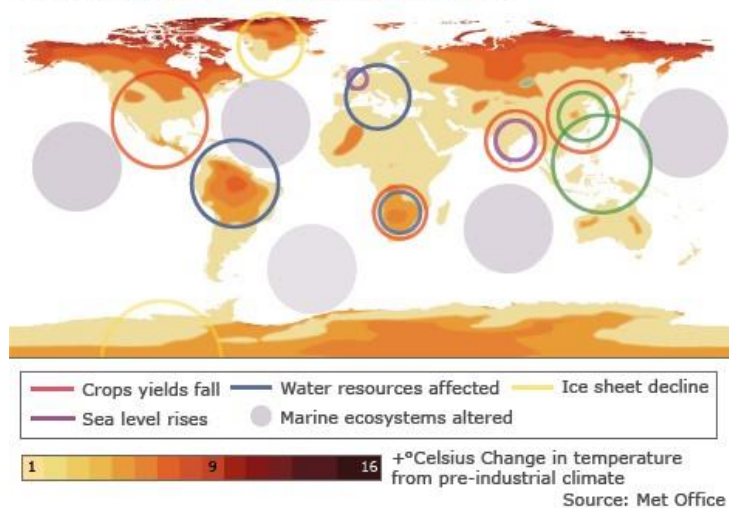 Crops yields fall
Water resources affected
Ice sheet decline
Sea level rises
Marine ecosystems altered
1 9 16
+°Celsius Change in temperature
from pre-industrial climate
Source: Met Office